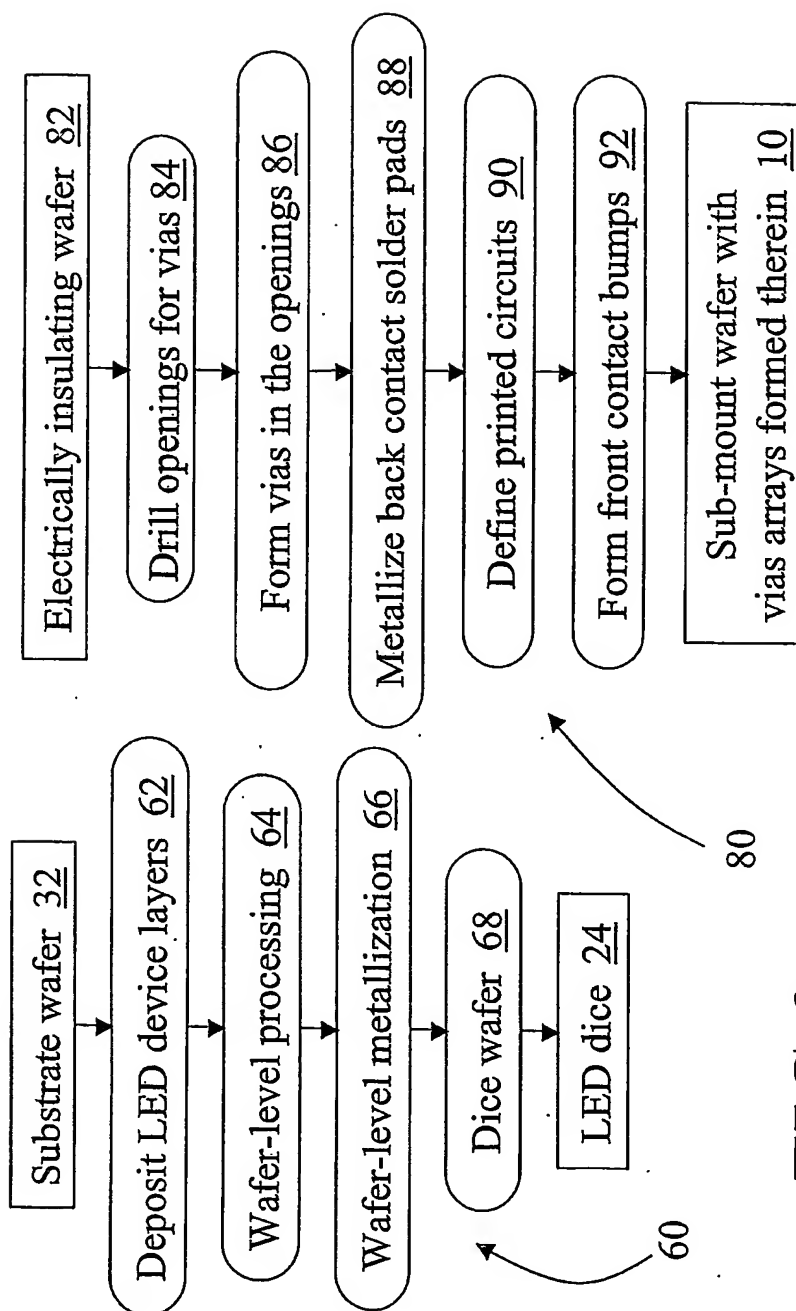 Substrate wafer 32
Deposit LED device layers 62
Wafer-level processing 64
Wafer-level metallization 66
Dice wafer 68
LED dice 24
60
Electrically insulating wafer 82
Drill openings for vias 84
Form vias in the openings 86
Metallize back contact solder pads 88
Define printed circuits 90
Form front contact bumps 92
Sub-mount wafer with
vias arrays formed therein 10
80